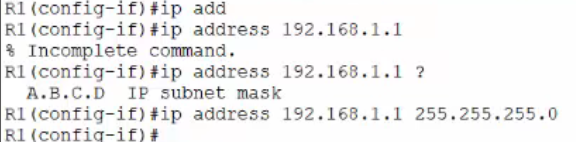 R1(config-if)#ip add
R1(config-if)#ip address 192.168.1.1
% Incomplete command.
R1(config-if)#ip address 192.168.1.1 ?
  A.B.C.D  IP subnet mask
R1(config-if)#ip address 192.168.1.1 255.255.255.0
R1(config-if)#